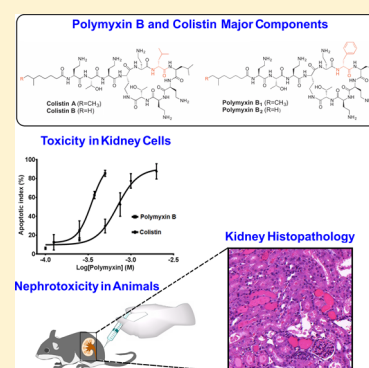 Polymyxin B and Colistin Major Components
Colistin A (R=CH₃)
Colistin B (R=H)
Polymyxin B₁ (R=CH₃)
Polymyxin B₂ (R=H)
Toxicity in Kidney Cells
Apoptotic index (%)
100
80
60
40
20
0
Polymyxin B
Colistin
-4.0
-3.5
-3.0
-2.5
Log[Polymyxin] (M)
Kidney Histopathology
Nephrotoxicity in Animals